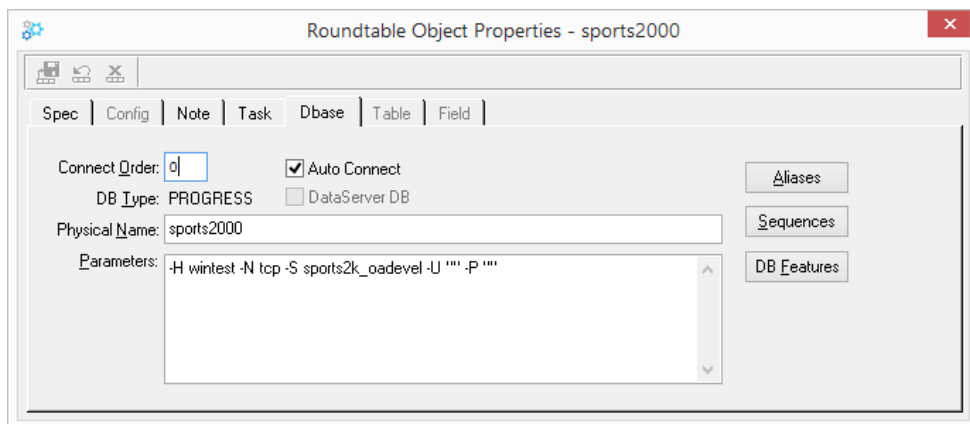 Roundtable Object Properties - sports2000
Spec Config Note Task Dbase Table Field
Connect Order: 0 Auto Connect Aliases
DB Type: PROGRESS DataServer DB
Physical Name: sports2000 Sequences
Parameters: -H wintest -N tcp -S sports2k_oadevel -U "" -P "" DB Features